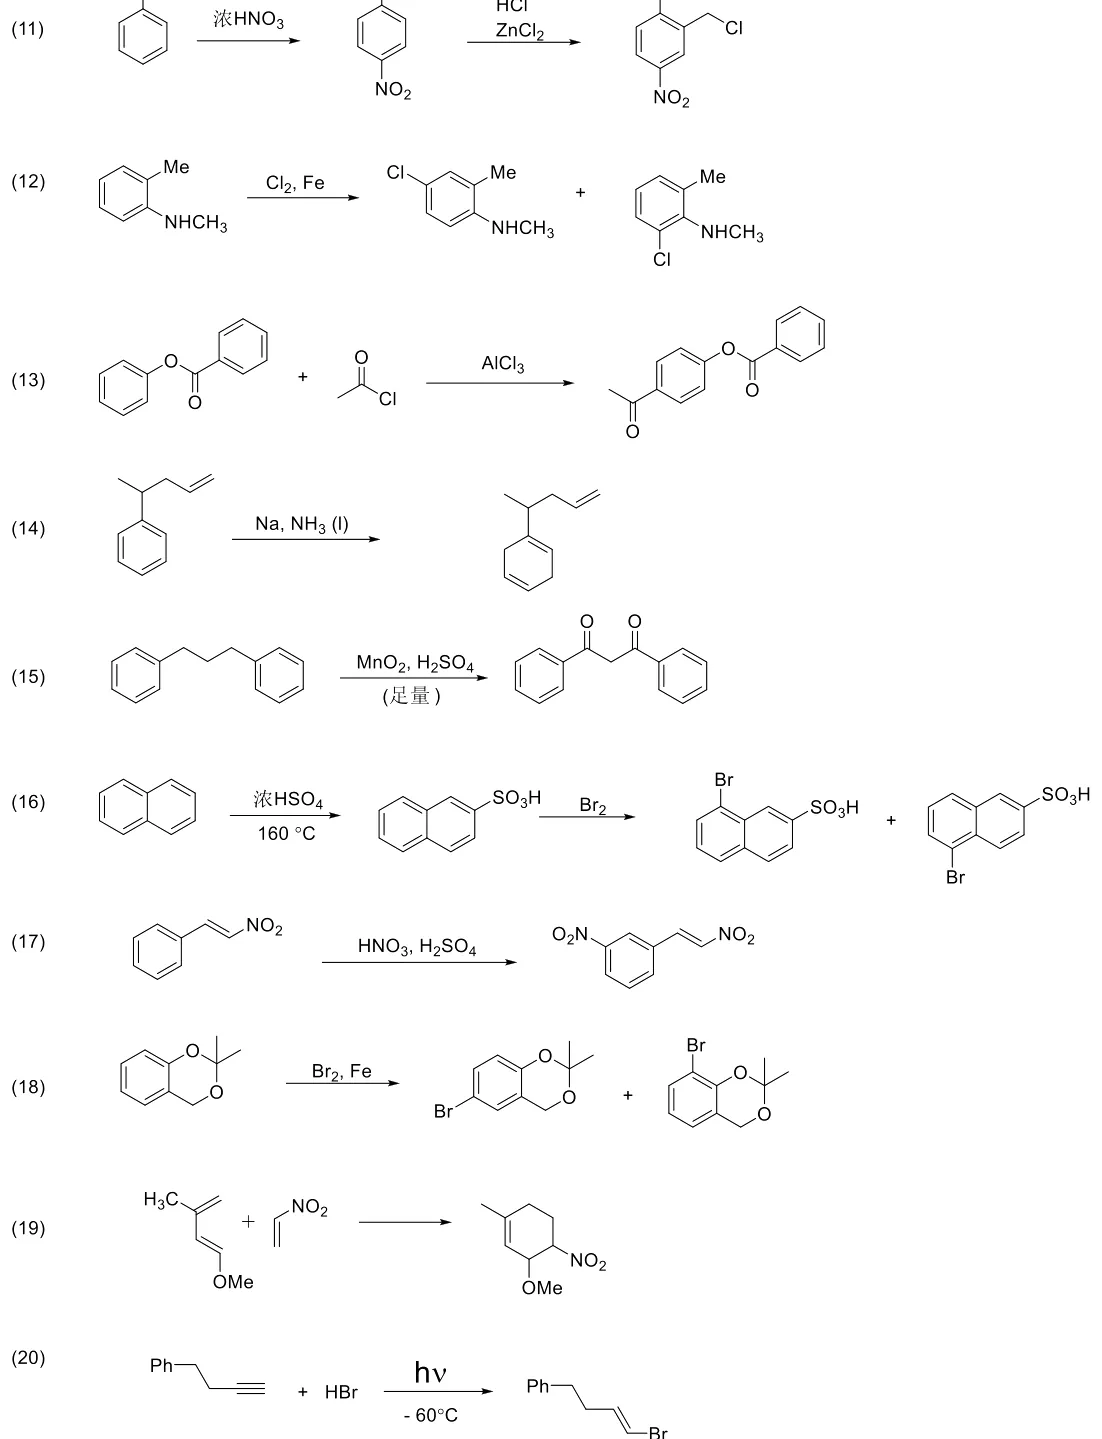 (11) 浓HNO3 HCl ZnCl2 Cl
NO2 NO2
(12) Me Cl2, Fe Cl Me + Me
NHCH3 NHCH3 NHCH3
Cl
(13) O O + O Cl AlCl3 O O O
(14) Na, NH3 (l)
(15) MnO2, H2SO4 O O
(足量)
(16) 浓HSO4 160 °C SO3H Br2 Br SO3H + SO3H Br
(17) NO2 HNO3, H2SO4 O2N NO2
(18) O O Br2, Fe Br O O + Br O O
(19) H3C OMe + NO2 NO2 OMe
(20) Ph + HBr hν - 60°C Ph Br